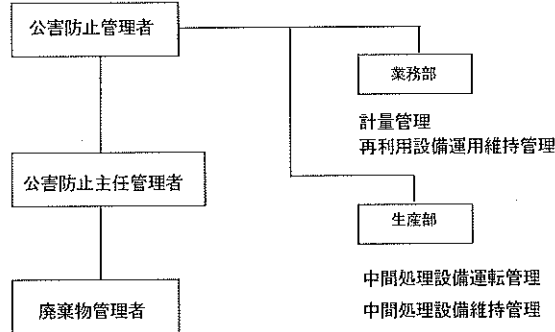 公害防止管理者
業務部
計量管理
再利用設備運用維持管理
公害防止主任管理者
生産部
中間処理設備運転管理
中間処理設備維持管理
廃棄物管理者